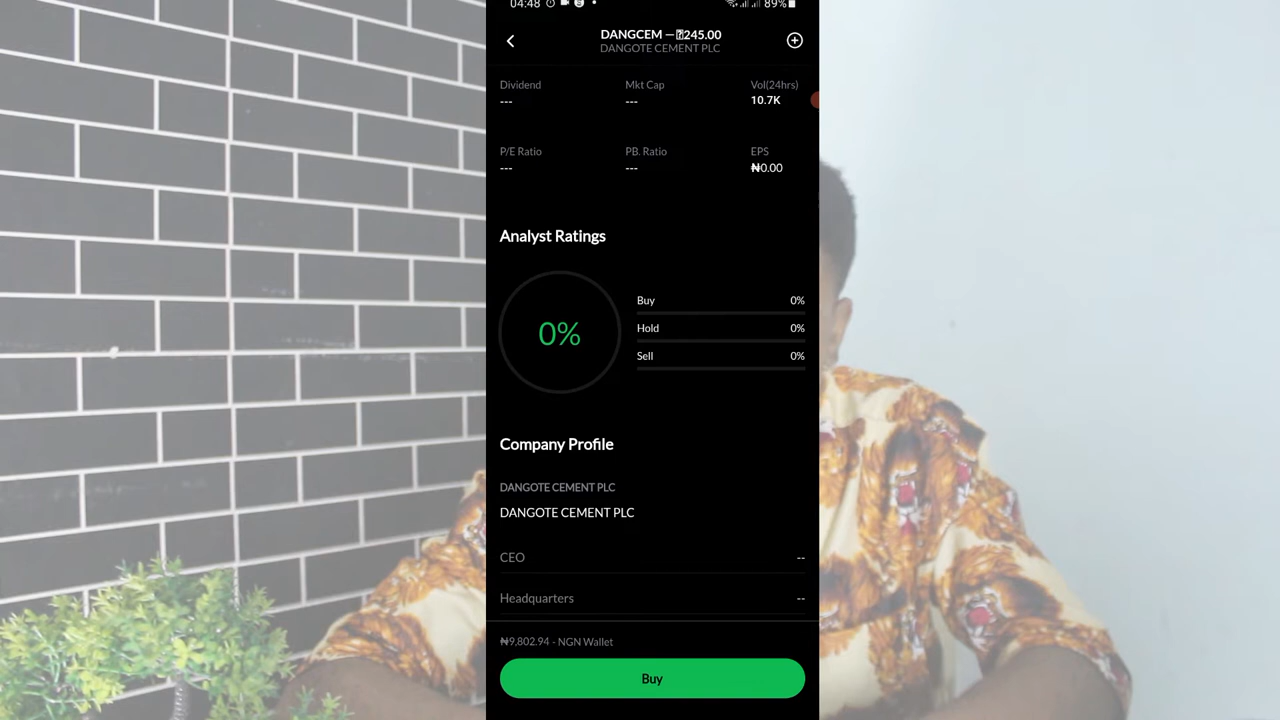 04:48 89%
DANGCEM — 245.00
DANGOTE CEMENT PLC
Dividend Mkt Cap Vol(24hrs)
--- --- 10.7K
P/E Ratio PB. Ratio EPS
--- --- ₦0.00
Analyst Ratings
0%
Buy 0%
Hold 0%
Sell 0%
Company Profile
DANGOTE CEMENT PLC
DANGOTE CEMENT PLC
CEO --
Headquarters --
₦9,802.94 - NGN Wallet
Buy